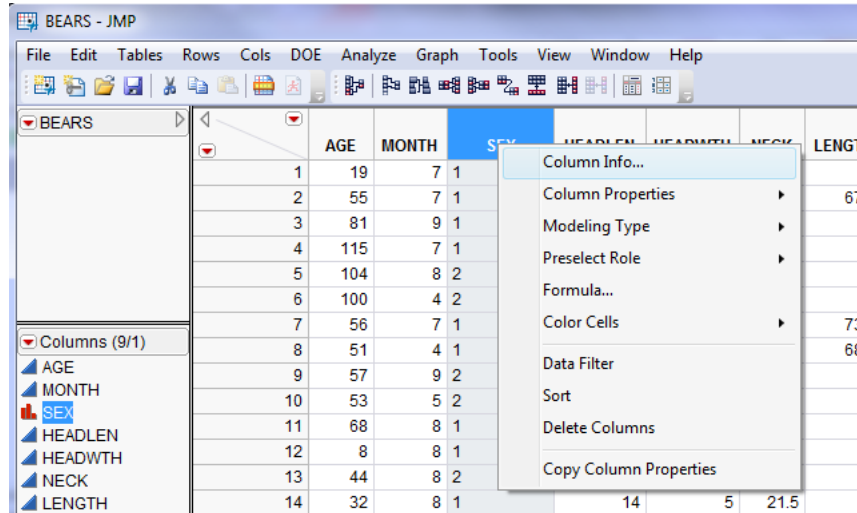 BEARS - JMP
File Edit Tables Rows Cols DOE Analyze Graph Tools View Window Help
BEARS
AGE MONTH
1 19 7 1
2 55 7 1
3 81 9 1
4 115 7 1
5 104 8 2
6 100 4 2
7 56 7 1
8 51 4 1
9 57 9 2
10 53 5 2
11 68 8 1
12 8 8 1
13 44 8 2
14 32 8 1 14 5 21.5
Column Info...
Column Properties
Modeling Type
Preselect Role
Formula...
Color Cells
Data Filter
Sort
Delete Columns
Copy Column Properties
Columns (9/1)
AGE
MONTH
SEX
HEADLEN
HEADWTH
NECK
LENGTH